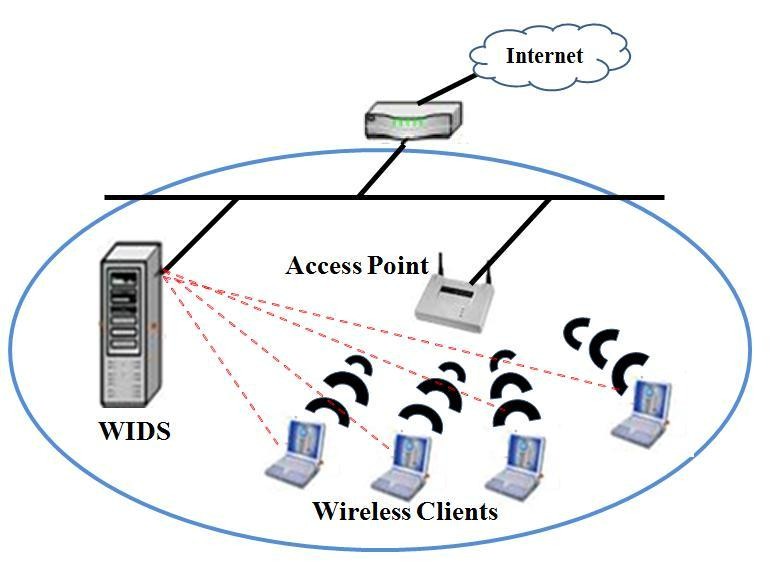 Internet
Access Point
WIDS
Wireless Clients